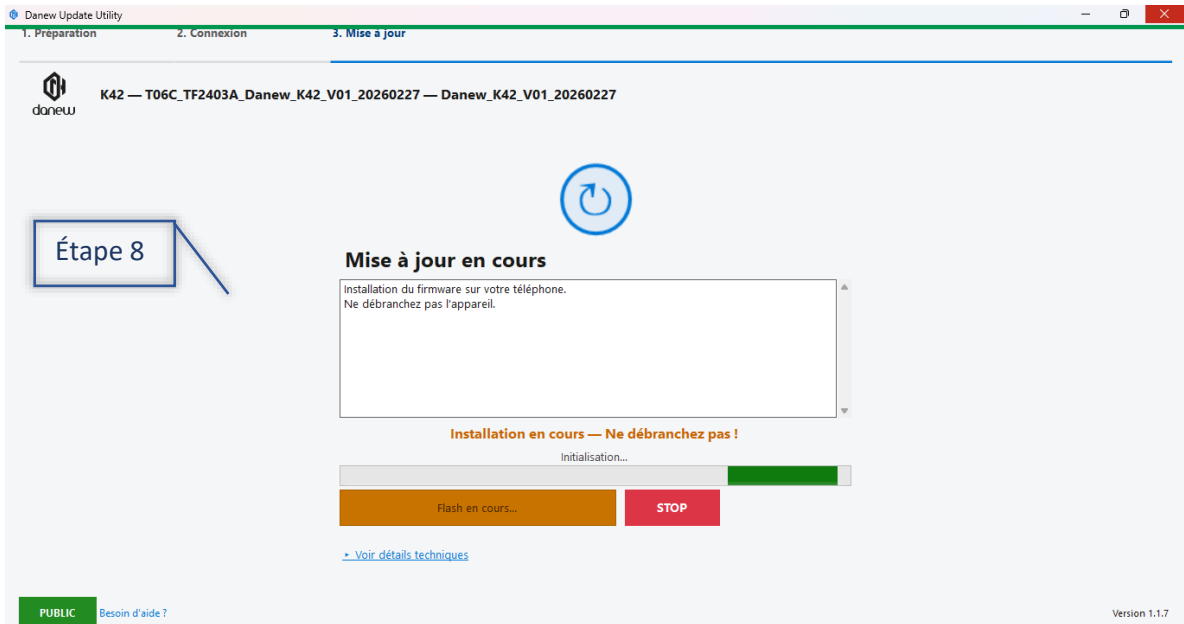 Danew Update Utility
1. Préparation
2. Connexion
3. Mise à jour
danew
K42 — T06C_TF2403A_Danew_K42_V01_20260227 — Danew_K42_V01_20260227
Étape 8
Mise à jour en cours
Installation du firmware sur votre téléphone.
Ne débranchez pas l'appareil.
Installation en cours — Ne débranchez pas !
Initialisation...
Flash en cours...
STOP
‣ Voir détails techniques
PUBLIC
Besoin d'aide ?
Version 1.1.7